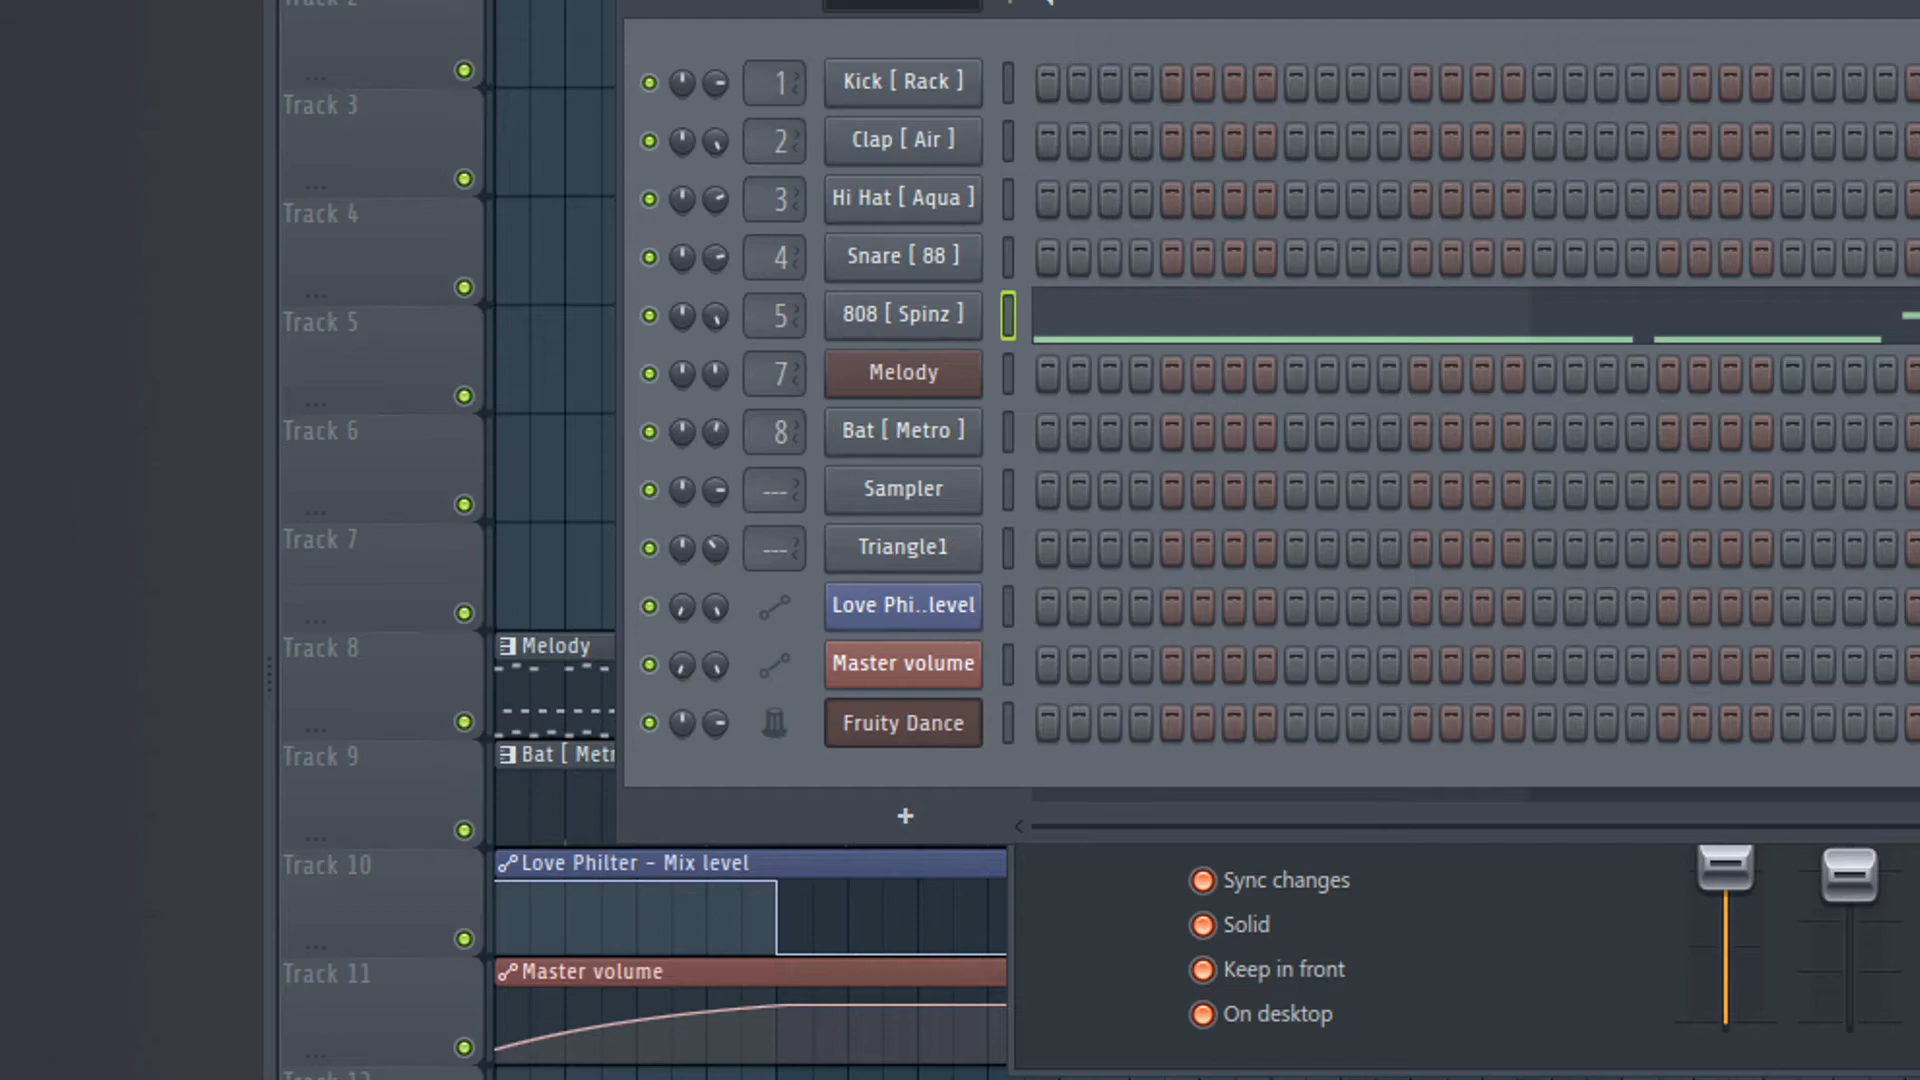 Track 2
Track 3
Track 4
Track 5
Track 6
Track 7
Track 8
Track 9
Track 10
Track 11
1 Kick [ Rack ]
2 Clap [ Air ]
3 Hi Hat [ Aqua ]
4 Snare [ 88 ]
5 808 [ Spinz ]
7 Melody
8 Bat [ Metro ]
--- Sampler
--- Triangle1
Love Phi..level
Master volume
Fruity Dance
+
Melody
Bat [ Metr
Love Philter - Mix level
Master volume
Sync changes
Solid
Keep in front
On desktop